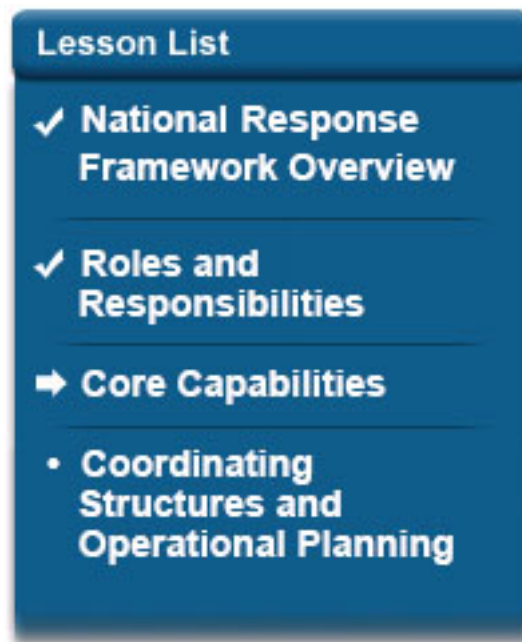 Lesson List
✓ National Response
Framework Overview
✓ Roles and
Responsibilities
➡ Core Capabilities
• Coordinating
Structures and
Operational Planning